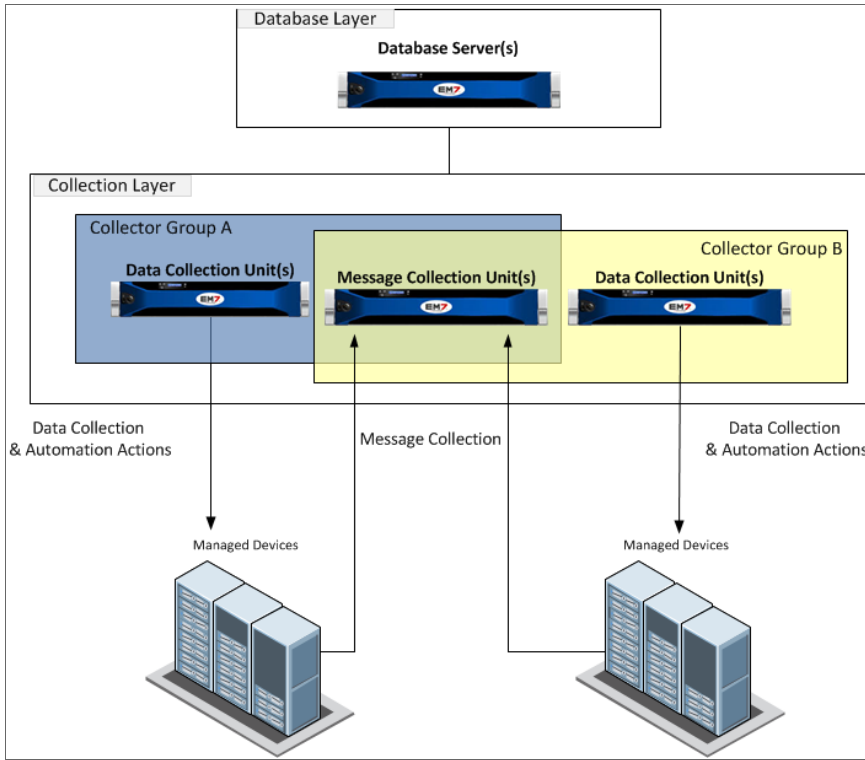 Database Layer
Database Server(s)
EM7
Collection Layer
Collector Group A
Collector Group B
Data Collection Unit(s)
Message Collection Unit(s)
Data Collection Unit(s)
EM7
EM7
EM7
Data Collection
& Automation Actions
Message Collection
Data Collection
& Automation Actions
Managed Devices
Managed Devices